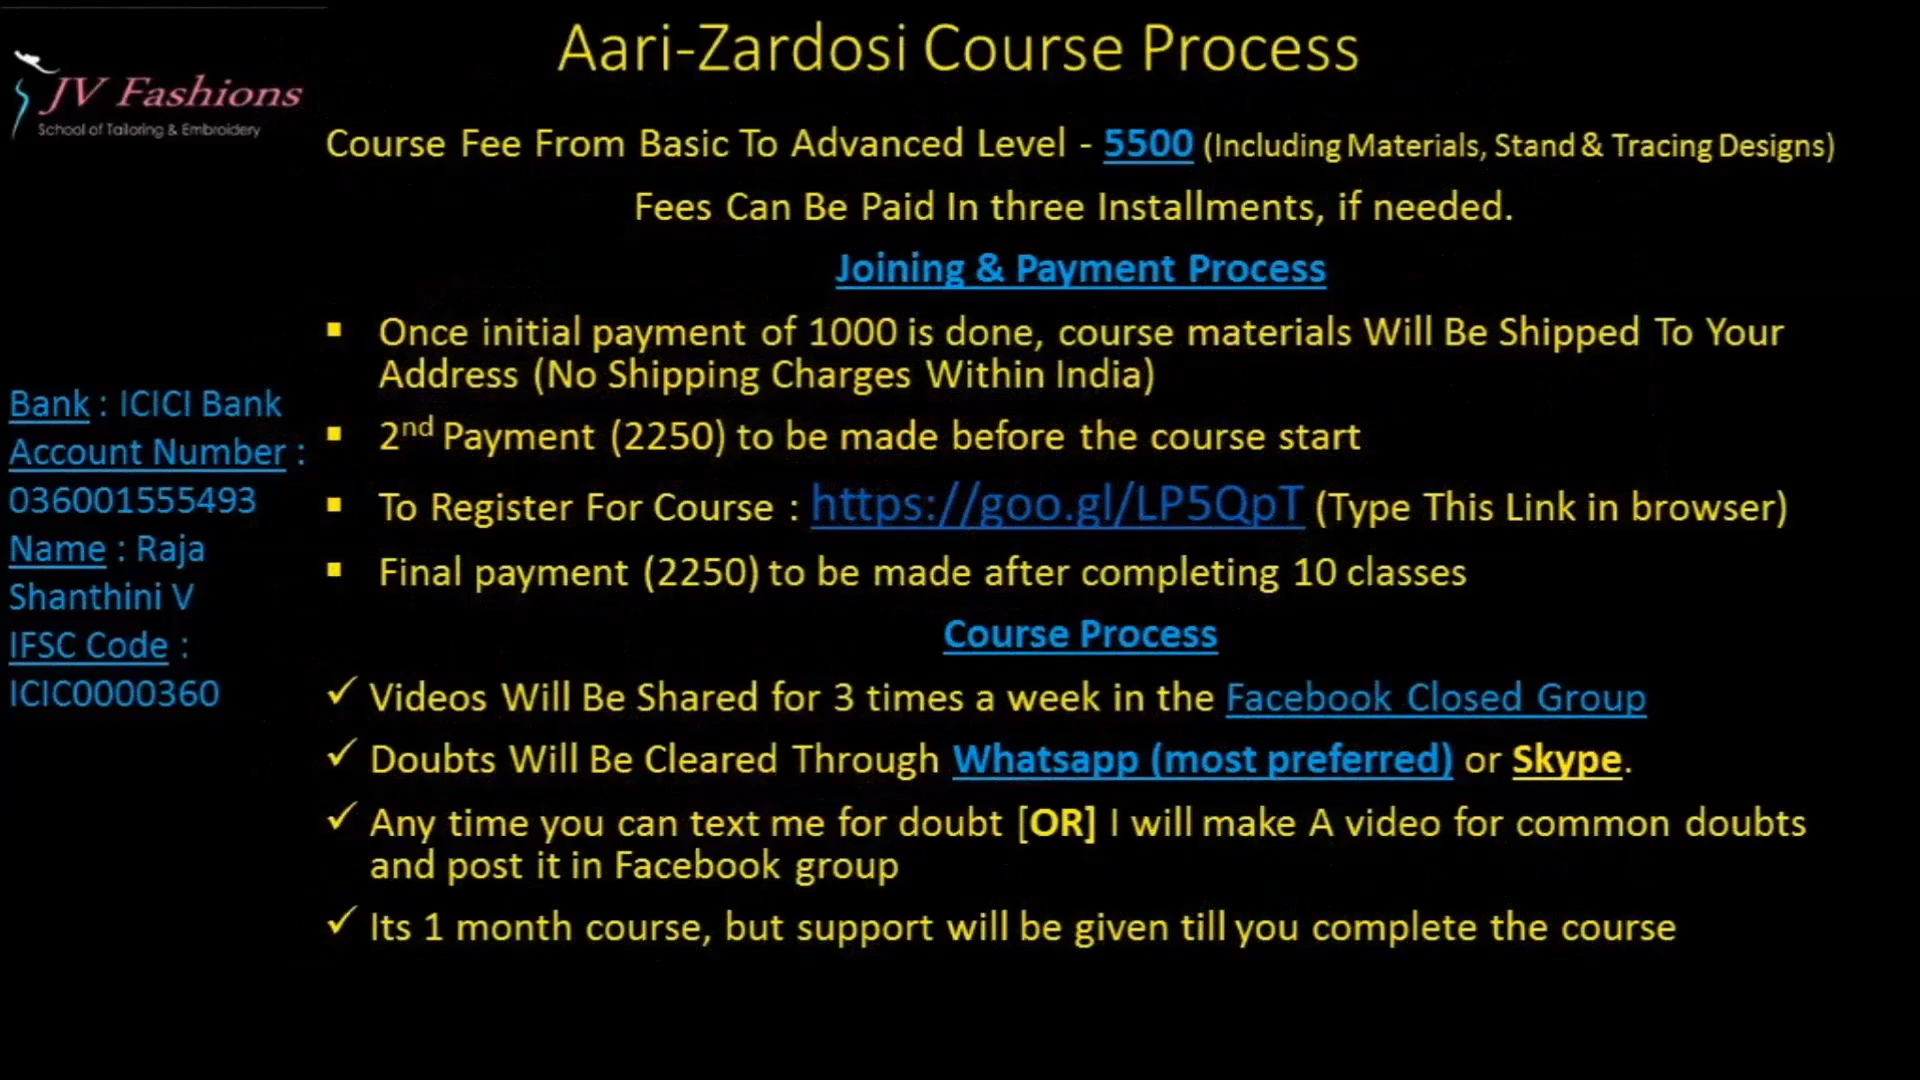 Aari-Zardosi Course Process
JV Fashions
School of Tailoring & Embroidery
Course Fee From Basic To Advanced Level - 5500 (Including Materials, Stand & Tracing Designs)
Fees Can Be Paid In three Installments, if needed.
Joining & Payment Process
▪ Once initial payment of 1000 is done, course materials Will Be Shipped To Your
Address (No Shipping Charges Within India)
▪ 2nd Payment (2250) to be made before the course start
▪ To Register For Course : https://goo.gl/LP5QpT (Type This Link in browser)
▪ Final payment (2250) to be made after completing 10 classes
Bank : ICICI Bank
Account Number :
036001555493
Name : Raja
Shanthini V
IFSC Code :
ICIC0000360
Course Process
✓ Videos Will Be Shared for 3 times a week in the Facebook Closed Group
✓ Doubts Will Be Cleared Through Whatsapp (most preferred) or Skype.
✓ Any time you can text me for doubt [OR] I will make A video for common doubts
and post it in Facebook group
✓ Its 1 month course, but support will be given till you complete the course